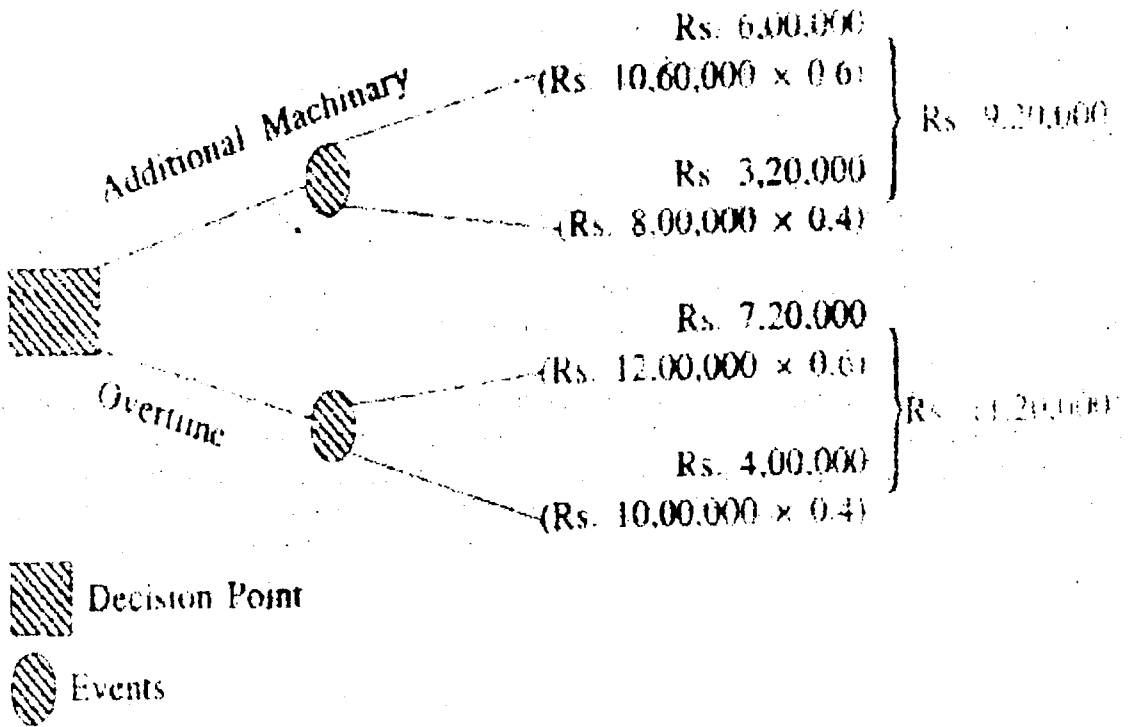 Rs. 6,00,000
Additional Machinary
(Rs 10,60,000 × 0.6)
Rs 9,20,000
Rs 3,20,000
(Rs. 8,00,000 × 0.4)
Rs. 7,20,000
(Rs. 12,00,000 × 0.6)
Overtime
Rs
Rs. 4,00,000
(Rs. 10,00,000 × 0.4)
Decision Point
Events